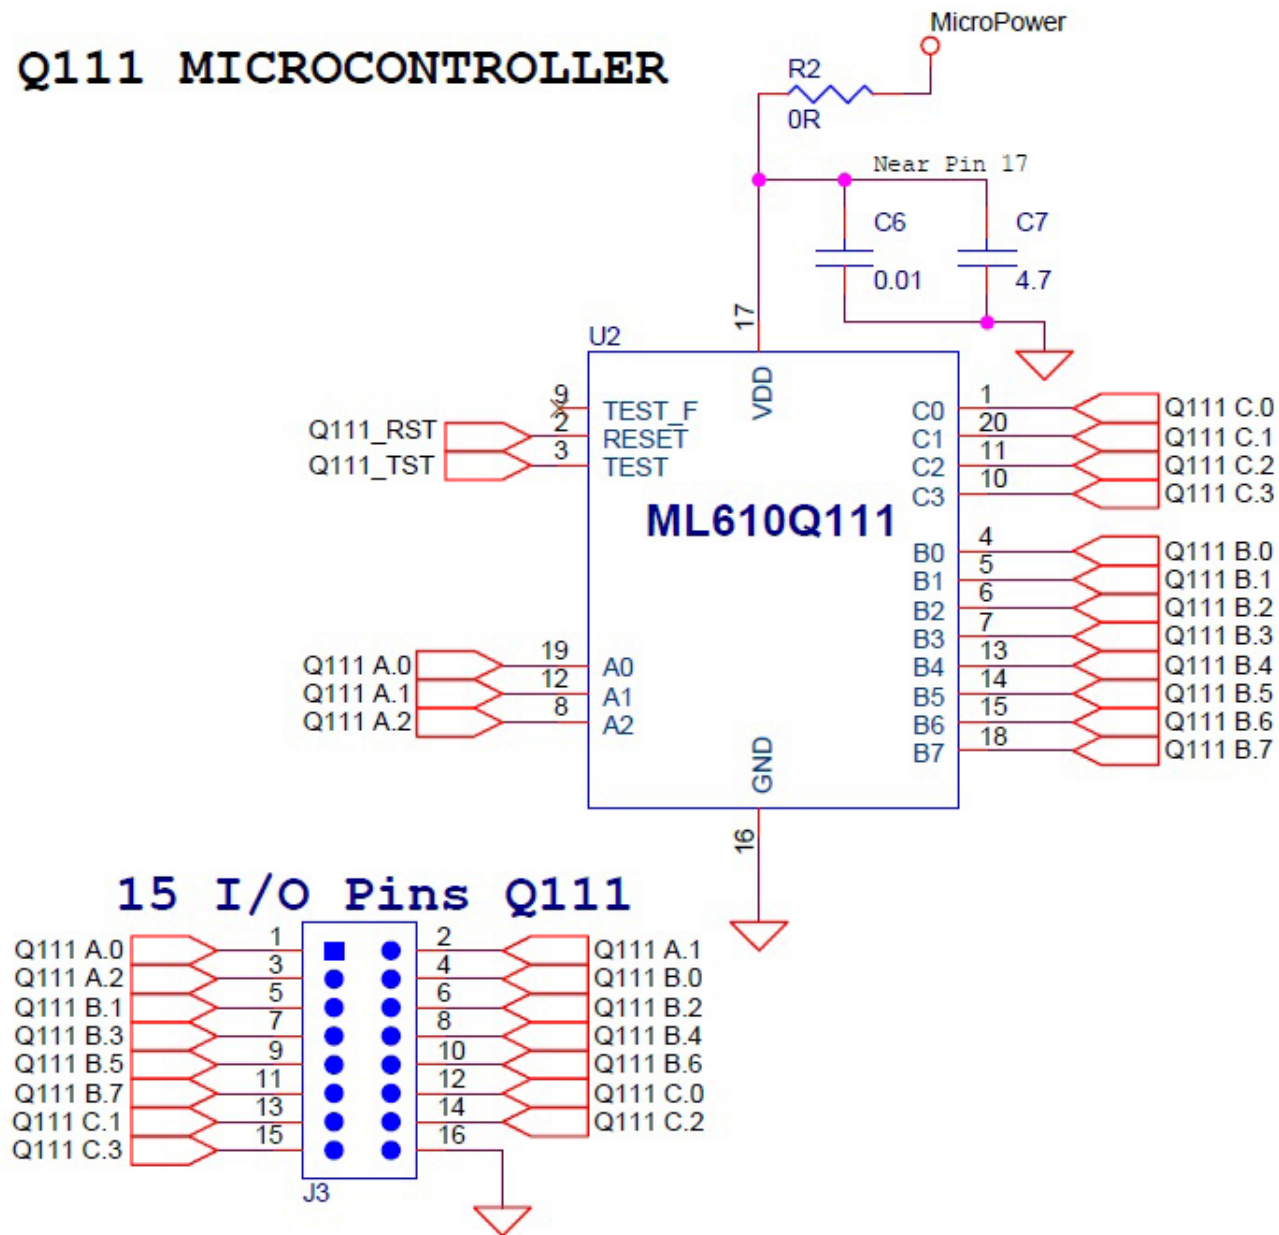 MicroPower
Q111 MICROCONTROLLER
R2
0R
Near Pin 17
C6
C7
0.01
4.7
17
U2
VDD
9
TEST_F
C0
1
Q111 C.0
Q111_RST
2
RESET
C1
20
Q111 C.1
Q111_TST
3
TEST
C2
11
Q111 C.2
C3
10
Q111 C.3
ML610Q111
B0
4
Q111 B.0
B1
5
Q111 B.1
B2
6
Q111 B.2
B3
7
Q111 B.3
Q111 A.0
19
A0
B4
13
Q111 B.4
Q111 A.1
12
A1
B5
14
Q111 B.5
Q111 A.2
8
A2
B6
15
Q111 B.6
B7
18
Q111 B.7
GND
16
15 I/O Pins Q111
Q111 A.0
1
2
Q111 A.1
Q111 A.2
3
4
Q111 B.0
Q111 B.1
5
6
Q111 B.2
Q111 B.3
7
8
Q111 B.4
Q111 B.5
9
10
Q111 B.6
Q111 B.7
11
12
Q111 C.0
Q111 C.1
13
14
Q111 C.2
Q111 C.3
15
16
J3